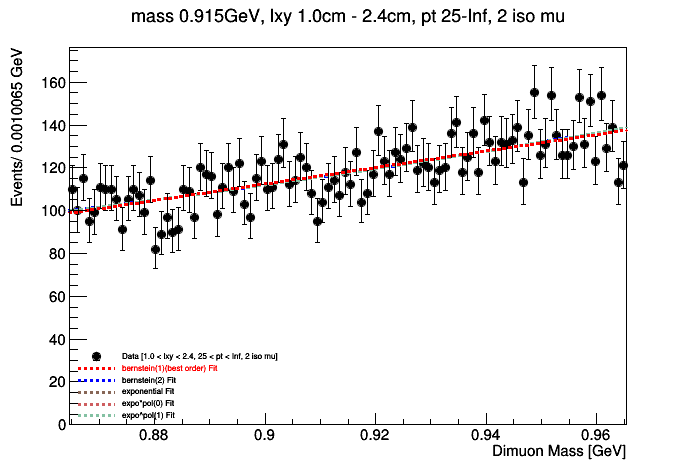 mass 0.915GeV, lxy 1.0cm - 2.4cm, pt 25-Inf, 2 iso mu
Events/ 0.0010065 GeV
160
140
120
100
80
60
40
20
0
Data [1.0 < lxy < 2.4, 25 < pt < Inf, 2 iso mu]
bernstein(1)(best order) Fit
bernstein(2) Fit
exponential Fit
expo*pol(0) Fit
expo*pol(1) Fit
0.88
0.9
0.92
0.94
0.96
Dimuon Mass [GeV]